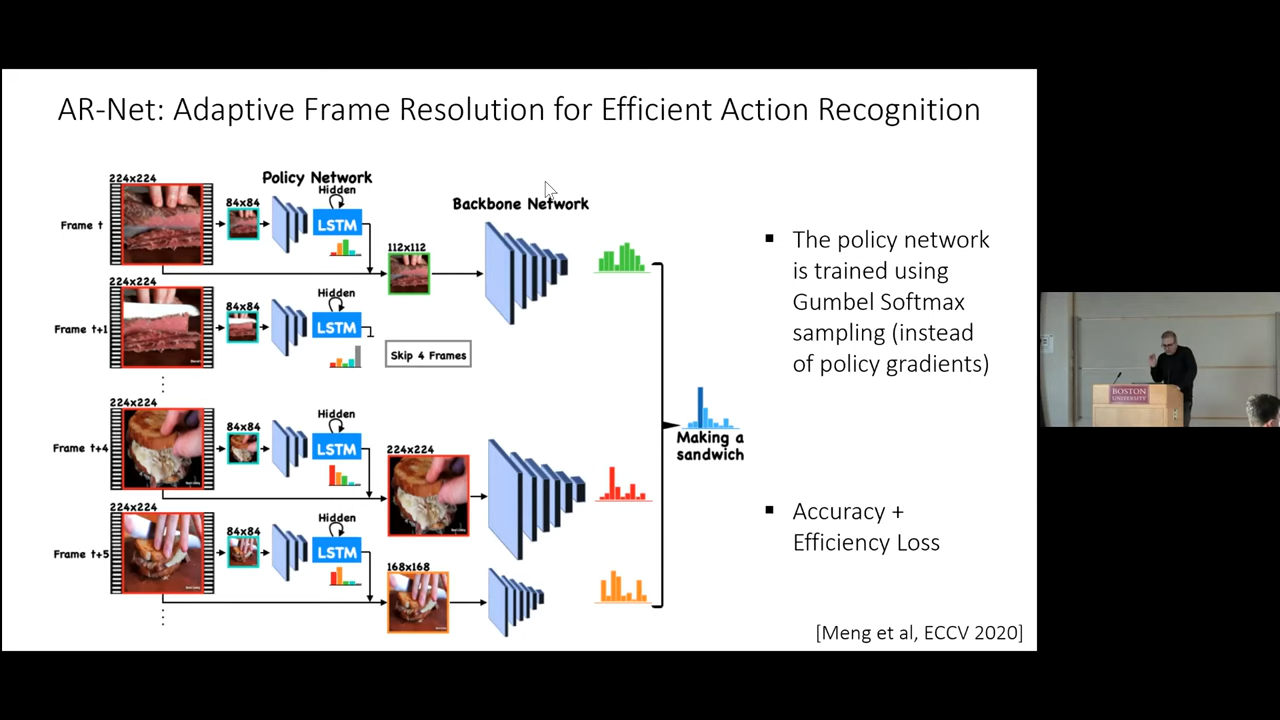 AR-Net: Adaptive Frame Resolution for Efficient Action Recognition
224x224
Policy Network
Hidden
84x84
Backbone Network
Frame t
LSTM
112x112
224x224
84x84
Hidden
Frame t+1
LSTM
Skip 4 Frames
224x224
84x84
Hidden
Frame t+4
LSTM
224x224
224x224
84x84
Hidden
Frame t+5
LSTM
168x168
Making a
sandwich
▪ The policy network
is trained using
Gumbel Softmax
sampling (instead
of policy gradients)
▪ Accuracy +
Efficiency Loss
[Meng et al, ECCV 2020]
BOSTON
UNIVERSITY